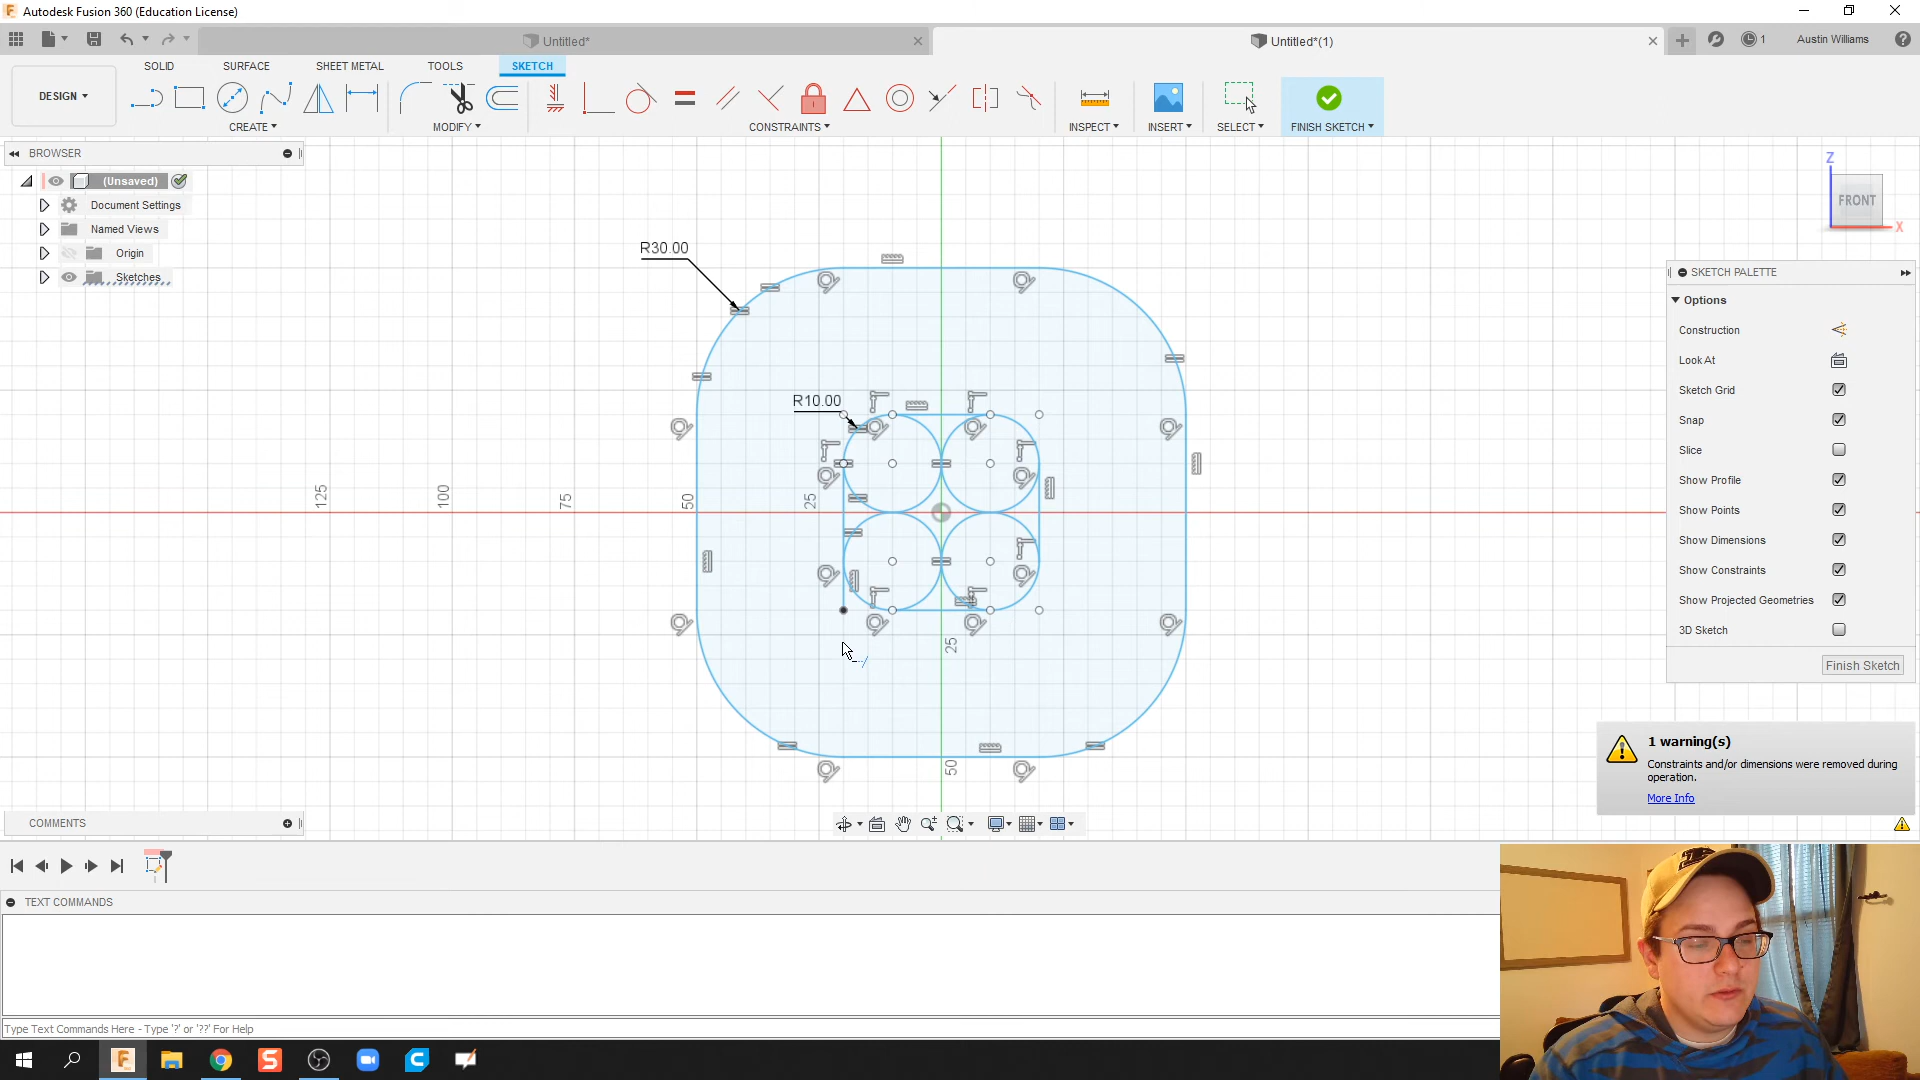 Autodesk Fusion 360 (Education License)
Untitled*
Untitled*(1)
1
Austin Williams
DESIGN
SOLID
SURFACE
SHEET METAL
TOOLS
SKETCH
CREATE
MODIFY
CONSTRAINTS
INSPECT
INSERT
SELECT
FINISH SKETCH
BROWSER
(Unsaved)
Document Settings
Named Views
Origin
Sketches
Z
FRONT
X
R30.00
R10.00
125
100
75
50
25
25
50
SKETCH PALETTE
Options
Construction
Look At
Sketch Grid
Snap
Slice
Show Profile
Show Points
Show Dimensions
Show Constraints
Show Projected Geometries
3D Sketch
Finish Sketch
1 warning(s)
Constraints and/or dimensions were removed during
operation.
More Info
COMMENTS
TEXT COMMANDS
Type Text Commands Here - Type '?' or '??' For Help